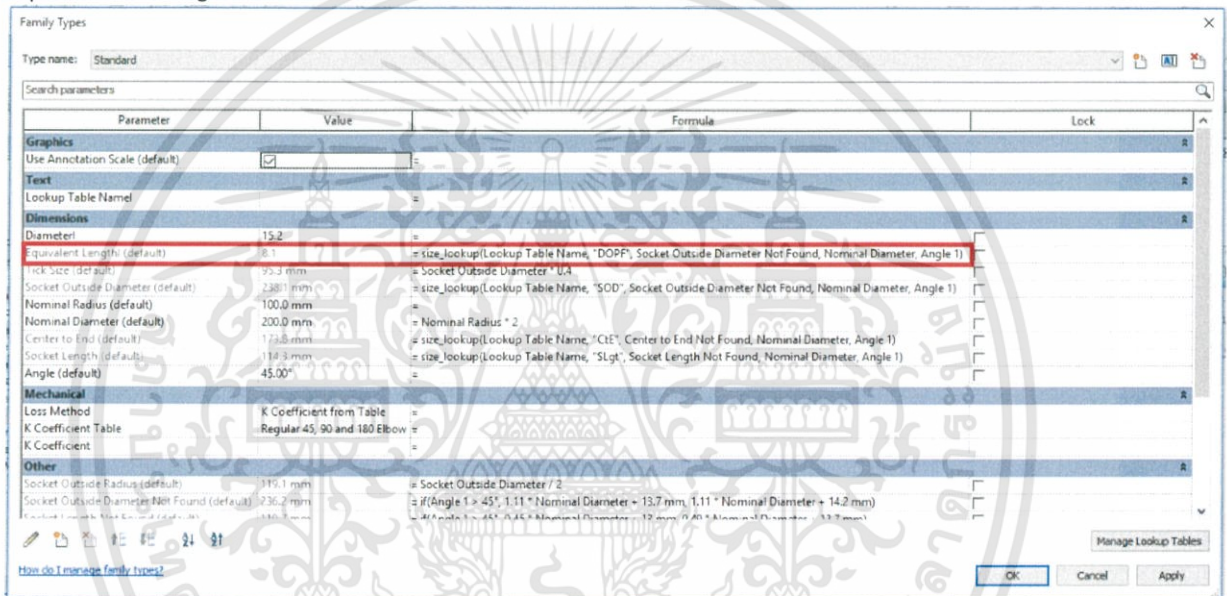 Family Types
Type name: Standard
Search parameters
Parameter Value Formula Lock
Graphics
Use Annotation Scale (default) =
Text
Lookup Table Namel =
Dimensions
Diameterl 15.2 =
Equivalent Lengthl (default) 8.1 = size_lookup(Lookup Table Name, "DOPF", Socket Outside Diameter Not Found, Nominal Diameter, Angle 1)
Tick Size (default) 95.3 mm = Socket Outside Diameter * 0.4
Socket Outside Diameter (default) 238.1 mm = size_lookup(Lookup Table Name, "SOD", Socket Outside Diameter Not Found, Nominal Diameter, Angle 1)
Nominal Radius (default) 100.0 mm =
Nominal Diameter (default) 200.0 mm = Nominal Radius * 2
Center to End (default) 173.8 mm = size_lookup(Lookup Table Name, "CtE", Center to End Not Found, Nominal Diameter, Angle 1)
Socket Length (default) 114.3 mm = size_lookup(Lookup Table Name, "SLgt", Socket Length Not Found, Nominal Diameter, Angle 1)
Angle (default) 45.00° =
Mechanical
Loss Method K Coefficient from Table =
K Coefficient Table Regular 45, 90 and 180 Elbow =
K Coefficient =
Other
Socket Outside Radius (default) 119.1 mm = Socket Outside Diameter / 2
Socket Outside Diameter Not Found (default) 236.2 mm = if(Angle 1 > 45°, 1.11 * Nominal Diameter + 13.7 mm, 1.11 * Nominal Diameter + 14.2 mm)
Manage Lookup Tables
How do I manage family types?
OK Cancel Apply